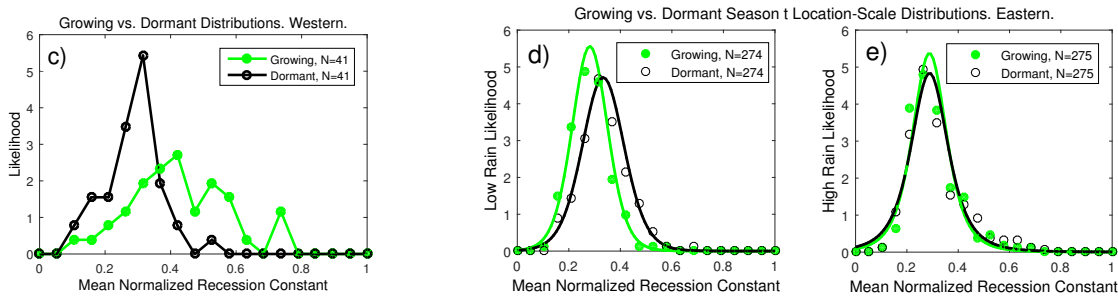 Growing vs. Dormant Distributions. Western.
c)
Growing, N=41
Dormant, N=41
Likelihood
6
5
4
3
2
1
0
0 0.2 0.4 0.6 0.8 1
Mean Normalized Recession Constant
Growing vs. Dormant Season t Location-Scale Distributions. Eastern.
d)
Growing, N=274
Dormant, N=274
Low Rain Likelihood
6
5
4
3
2
1
0
0 0.2 0.4 0.6 0.8 1
Mean Normalized Recession Constant
e)
Growing, N=275
Dormant, N=275
High Rain Likelihood
6
5
4
3
2
1
0
0 0.2 0.4 0.6 0.8 1
Mean Normalized Recession Constant